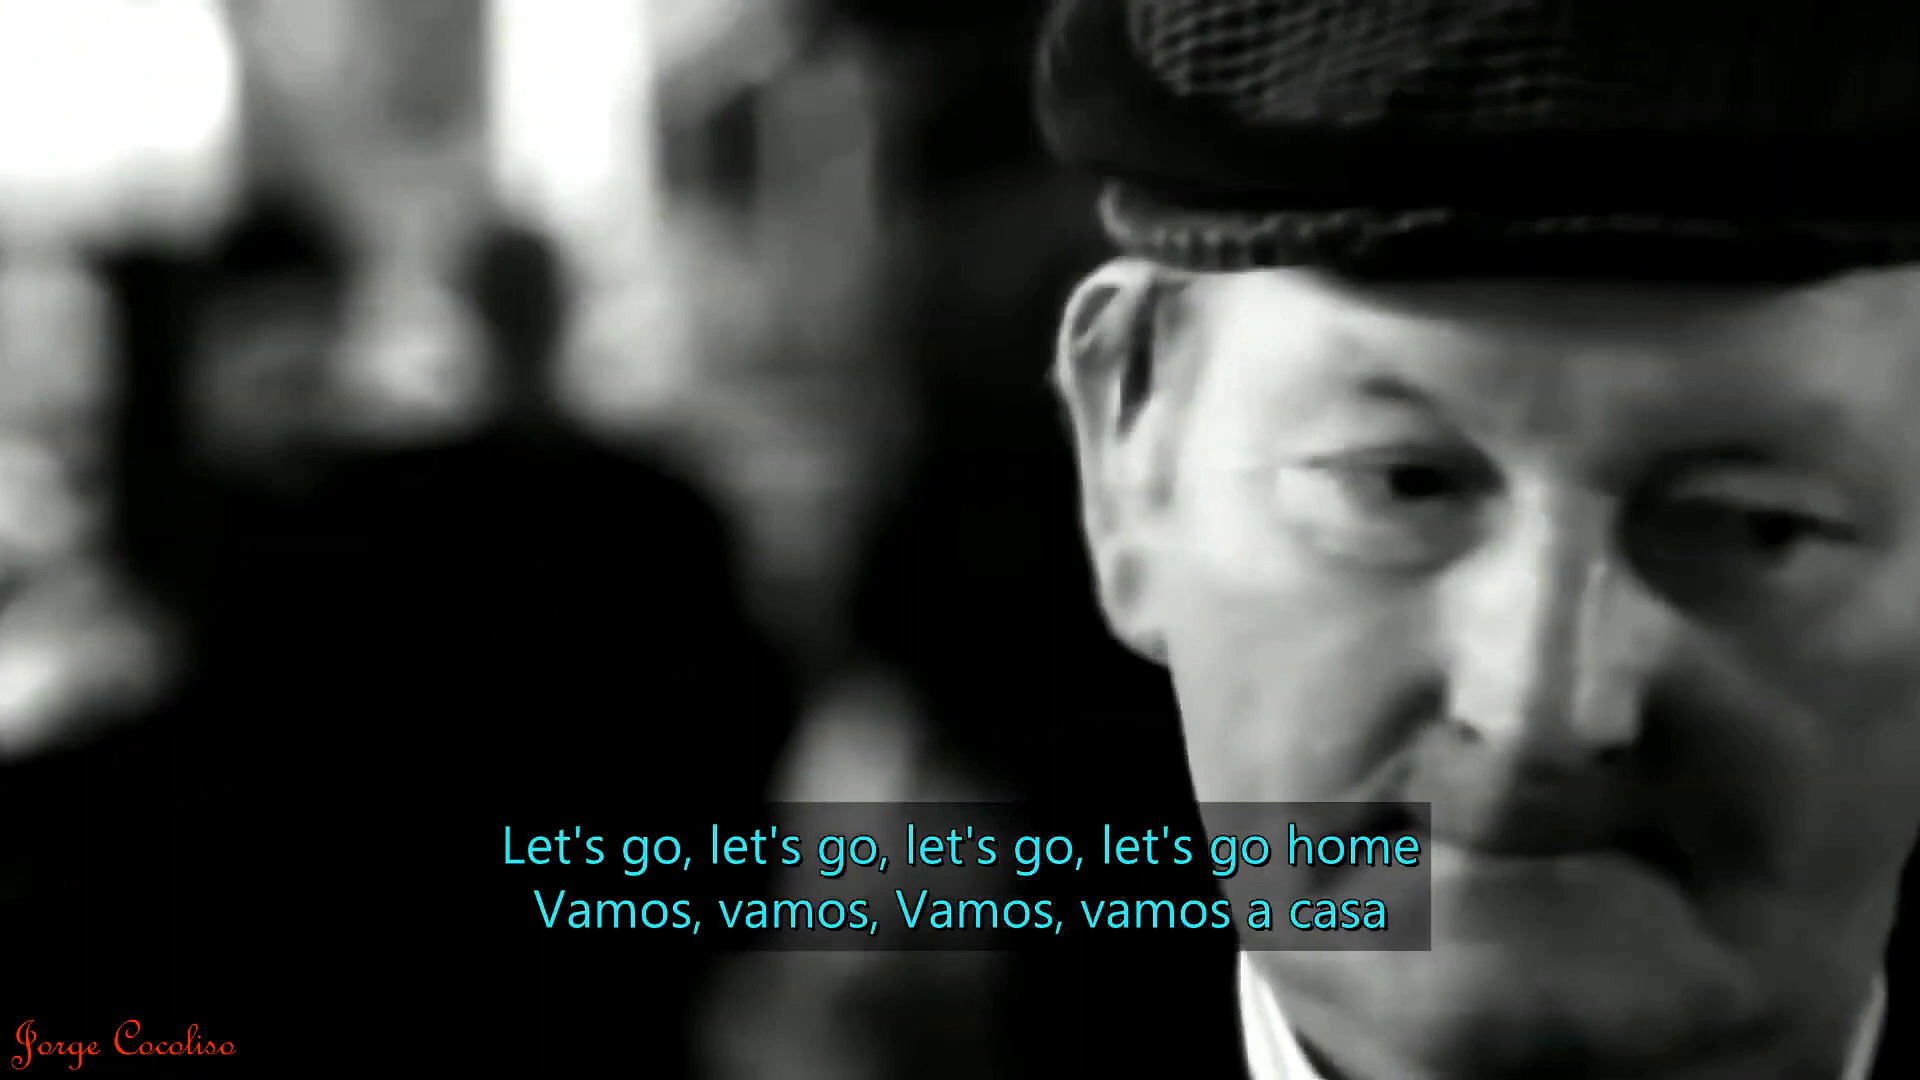 Let's go, let's go, let's go, let's go home
Vamos, vamos, Vamos, vamos a casa
Jorge Cocoliso